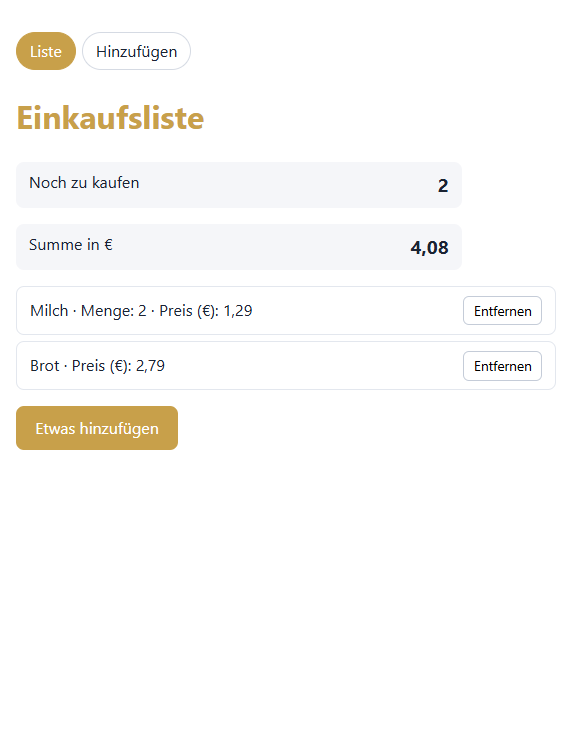 Liste Hinzufügen
Einkaufsliste
Noch zu kaufen 2
Summe in € 4,08
Milch · Menge: 2 · Preis (€): 1,29 Entfernen
Brot · Preis (€): 2,79 Entfernen
Etwas hinzufügen